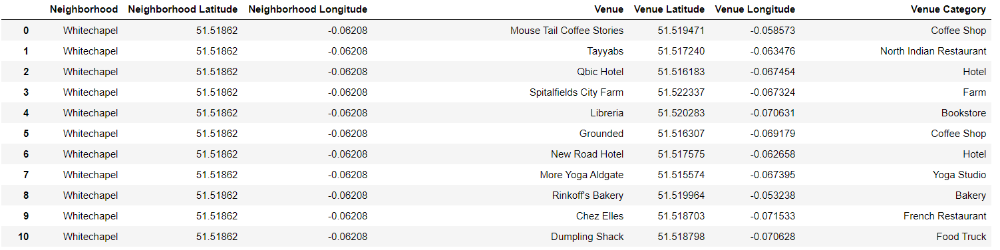 Neighborhood Neighborhood Latitude Neighborhood Longitude Venue Venue Latitude Venue Longitude Venue Category
0 Whitechapel 51.51862 -0.06208 Mouse Tail Coffee Stories 51.519471 -0.058573 Coffee Shop
1 Whitechapel 51.51862 -0.06208 Tayyabs 51.517240 -0.063476 North Indian Restaurant
2 Whitechapel 51.51862 -0.06208 Qbic Hotel 51.516183 -0.067454 Hotel
3 Whitechapel 51.51862 -0.06208 Spitalfields City Farm 51.522337 -0.067324 Farm
4 Whitechapel 51.51862 -0.06208 Libreria 51.520283 -0.070631 Bookstore
5 Whitechapel 51.51862 -0.06208 Grounded 51.516307 -0.069179 Coffee Shop
6 Whitechapel 51.51862 -0.06208 New Road Hotel 51.517575 -0.062658 Hotel
7 Whitechapel 51.51862 -0.06208 More Yoga Aldgate 51.515574 -0.067395 Yoga Studio
8 Whitechapel 51.51862 -0.06208 Rinkoff's Bakery 51.519964 -0.053238 Bakery
9 Whitechapel 51.51862 -0.06208 Chez Elles 51.518703 -0.071533 French Restaurant
10 Whitechapel 51.51862 -0.06208 Dumpling Shack 51.518798 -0.070628 Food Truck